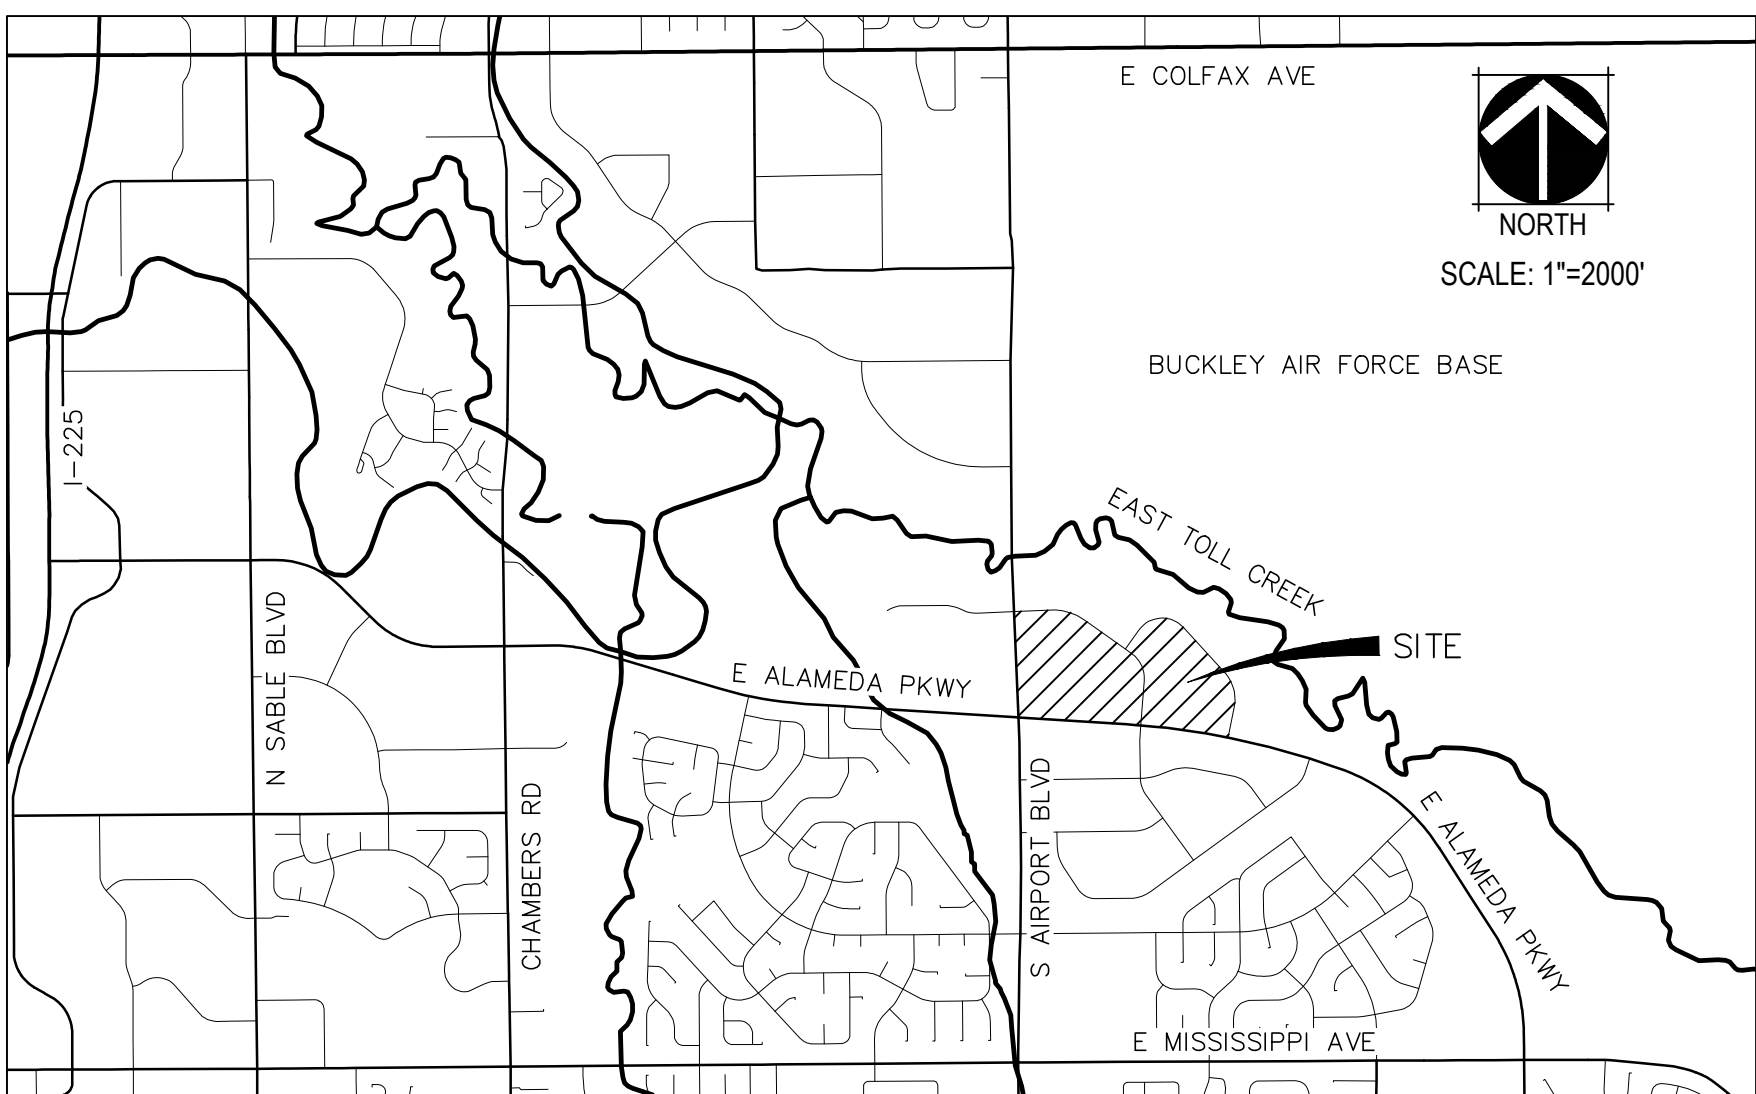 E COLFAX AVE
NORTH
SCALE: 1"=2000'
BUCKLEY AIR FORCE BASE
I-225
EAST TOLL CREEK
SITE
N SABLE BLVD
E ALAMEDA PKWY
CHAMBERS RD
S AIRPORT BLVD
E ALAMEDA PKWY
E MISSISSIPPI AVE